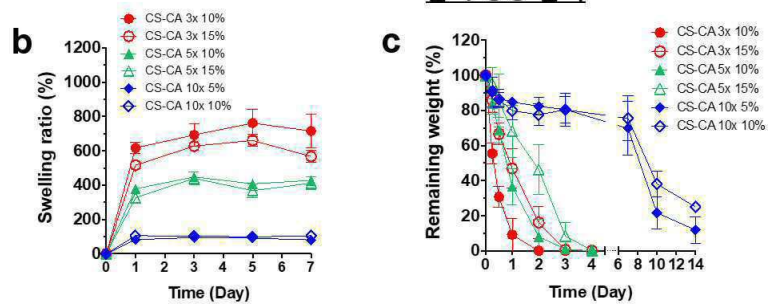 b
CS-CA 3x 10%
CS-CA 3x 15%
CS-CA 5x 10%
CS-CA 5x 15%
CS-CA 10x 5%
CS-CA 10x 10%
Swelling ratio (%)
1200
1000
800
600
400
200
0
0 1 2 3 4 5 6 7
Time (Day)
c
CS-CA 3x 10%
CS-CA 3x 15%
CS-CA 5x 10%
CS-CA 5x 15%
CS-CA 10x 5%
CS-CA 10x 10%
Remaining weight (%)
120
100
80
60
40
20
0
0 1 2 3 4 6 8 10 12 14
Time (Day)